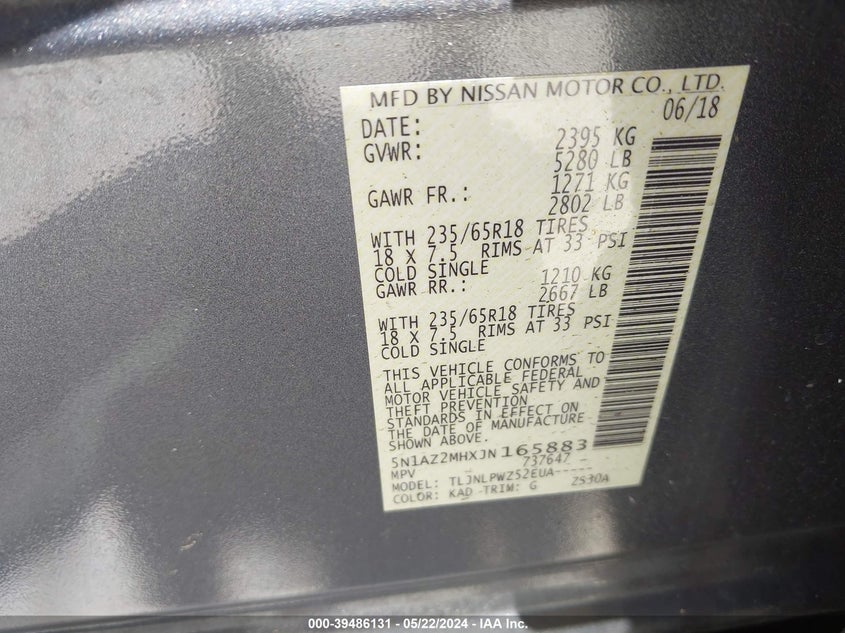 MFD BY NISSAN MOTOR CO., LTD.
DATE: 06/18
GVWR: 2395 KG
5280 LB
GAWR FR.: 1271 KG
2802 LB
WITH 235/65R18 TIRES
18 X 7.5 RIMS AT 33 PSI
COLD SINGLE
GAWR RR.: 1210 KG
2667 LB
WITH 235/65R18 TIRES
18 X 7.5 RIMS AT 33 PSI
COLD SINGLE
THIS VEHICLE CONFORMS TO
ALL APPLICABLE FEDERAL
MOTOR VEHICLE SAFETY AND
THEFT PREVENTION
STANDARDS IN EFFECT ON
THE DATE OF MANUFACTURE
SHOWN ABOVE.
5N1AZ2MHXJN165883
MPV 737647 -
MODEL: TLJNLPWZS2EUA-----
COLOR: KAD TRIM: G ZS30A
000-39486131 - 05/22/2024 - IAA Inc.